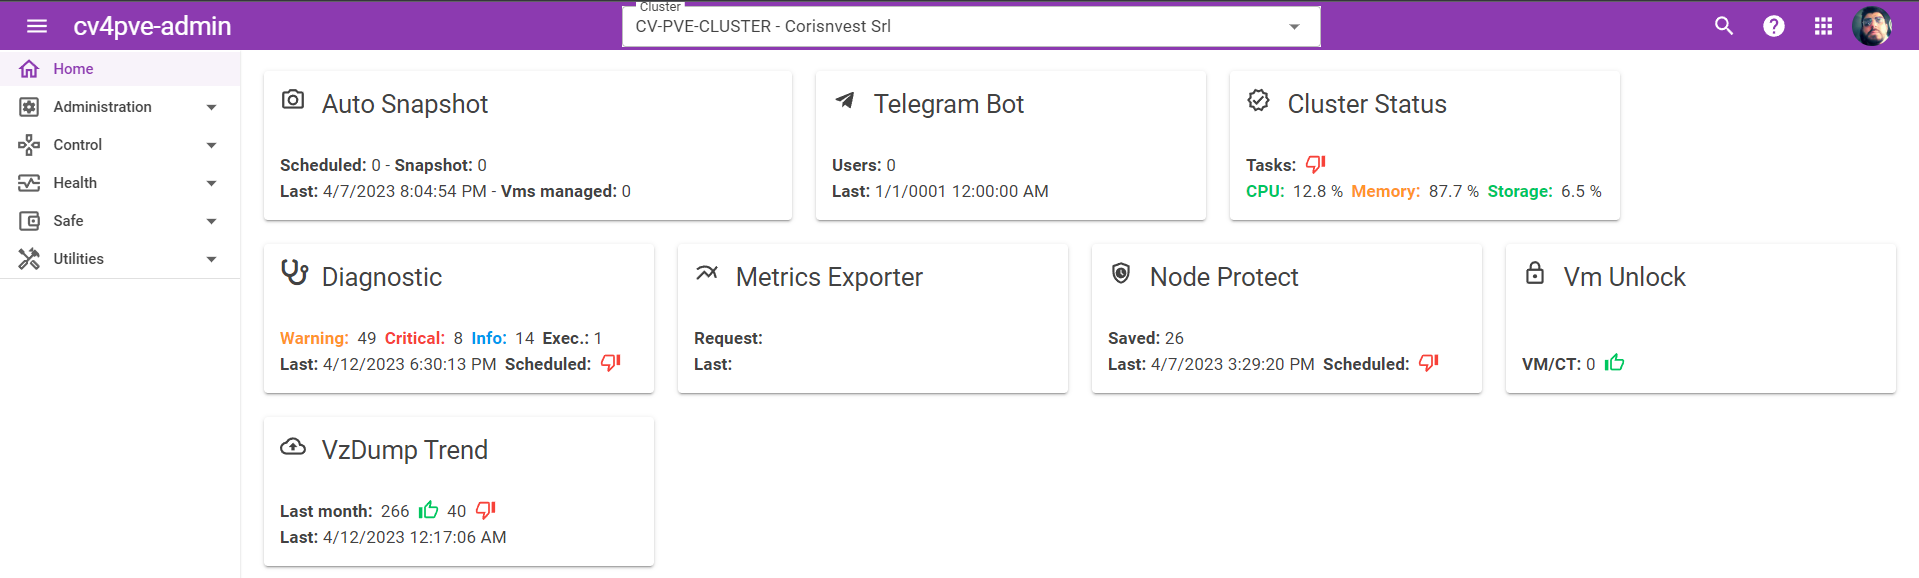 cv4pve-admin
Cluster
CV-PVE-CLUSTER - Corisnvest Srl
Home
Administration
Control
Health
Safe
Utilities
Auto Snapshot
Scheduled: 0 - Snapshot: 0
Last: 4/7/2023 8:04:54 PM - Vms managed: 0
Telegram Bot
Users: 0
Last: 1/1/0001 12:00:00 AM
Cluster Status
Tasks:
CPU: 12.8 % Memory: 87.7 % Storage: 6.5 %
Diagnostic
Warning: 49 Critical: 8 Info: 14 Exec.: 1
Last: 4/12/2023 6:30:13 PM Scheduled:
Metrics Exporter
Request:
Last:
Node Protect
Saved: 26
Last: 4/7/2023 3:29:20 PM Scheduled:
Vm Unlock
VM/CT: 0
VzDump Trend
Last month: 266 40
Last: 4/12/2023 12:17:06 AM